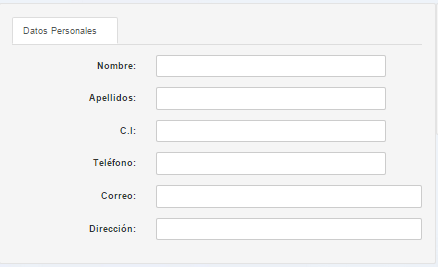 Datos Personales
Nombre:
Apellidos:
C.I:
Teléfono:
Correo:
Dirección: